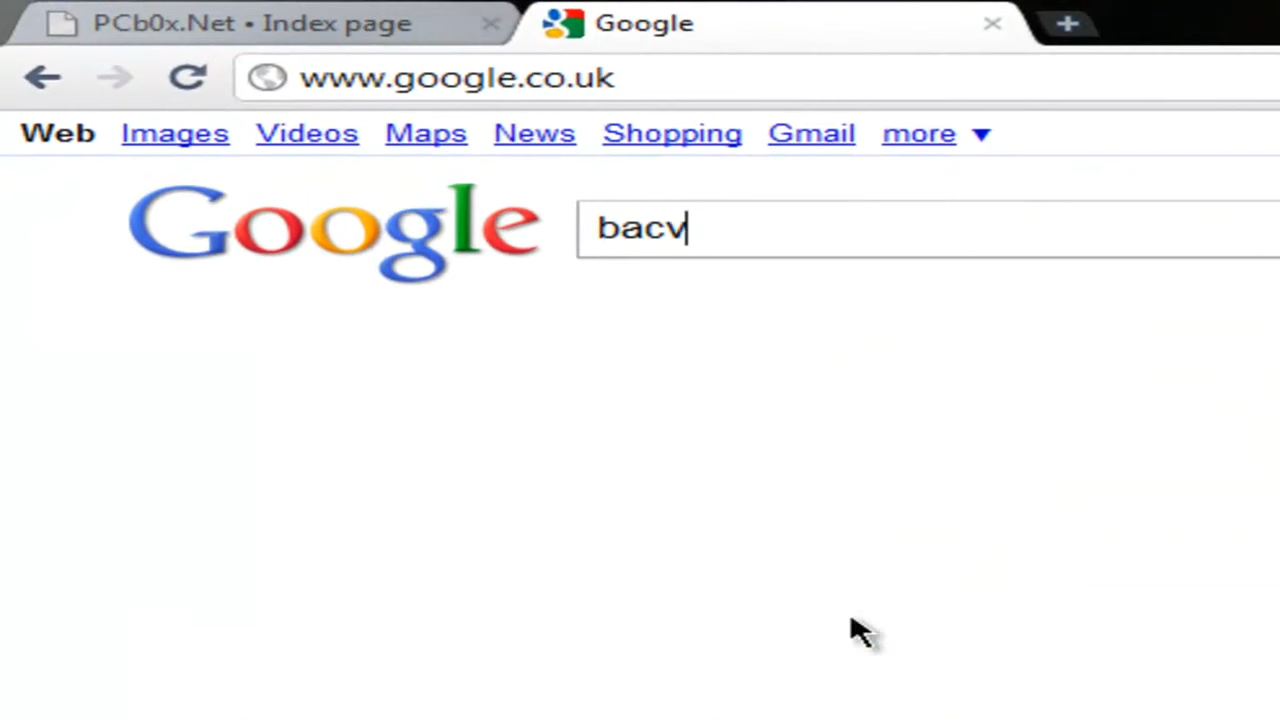 PCb0x.Net • Index page
Google
www.google.co.uk
Web Images Videos Maps News Shopping Gmail more ▼
Google
bacv